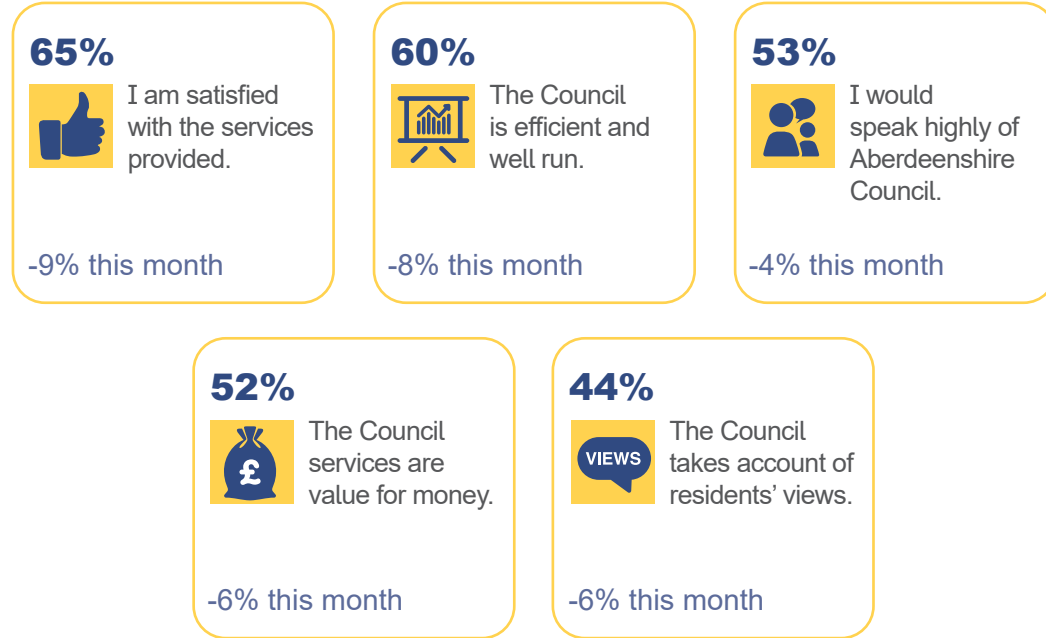 65%
I am satisfied
with the services
provided.
-9% this month
60%
The Council
is efficient and
well run.
-8% this month
53%
I would
speak highly of
Aberdeenshire
Council.
-4% this month
52%
£
The Council
services are
value for money.
-6% this month
44%
VIEWS
The Council
takes account of
residents’ views.
-6% this month